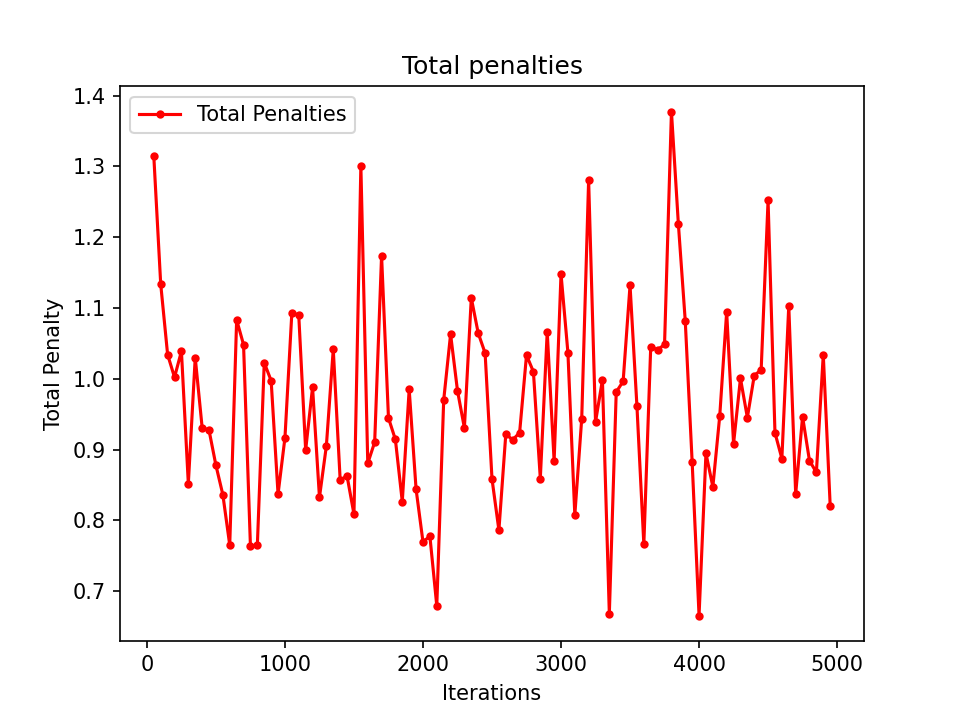 Total penalties
Total Penalties
Total Penalty
1.4
1.3
1.2
1.1
1.0
0.9
0.8
0.7
0 1000 2000 3000 4000 5000
Iterations